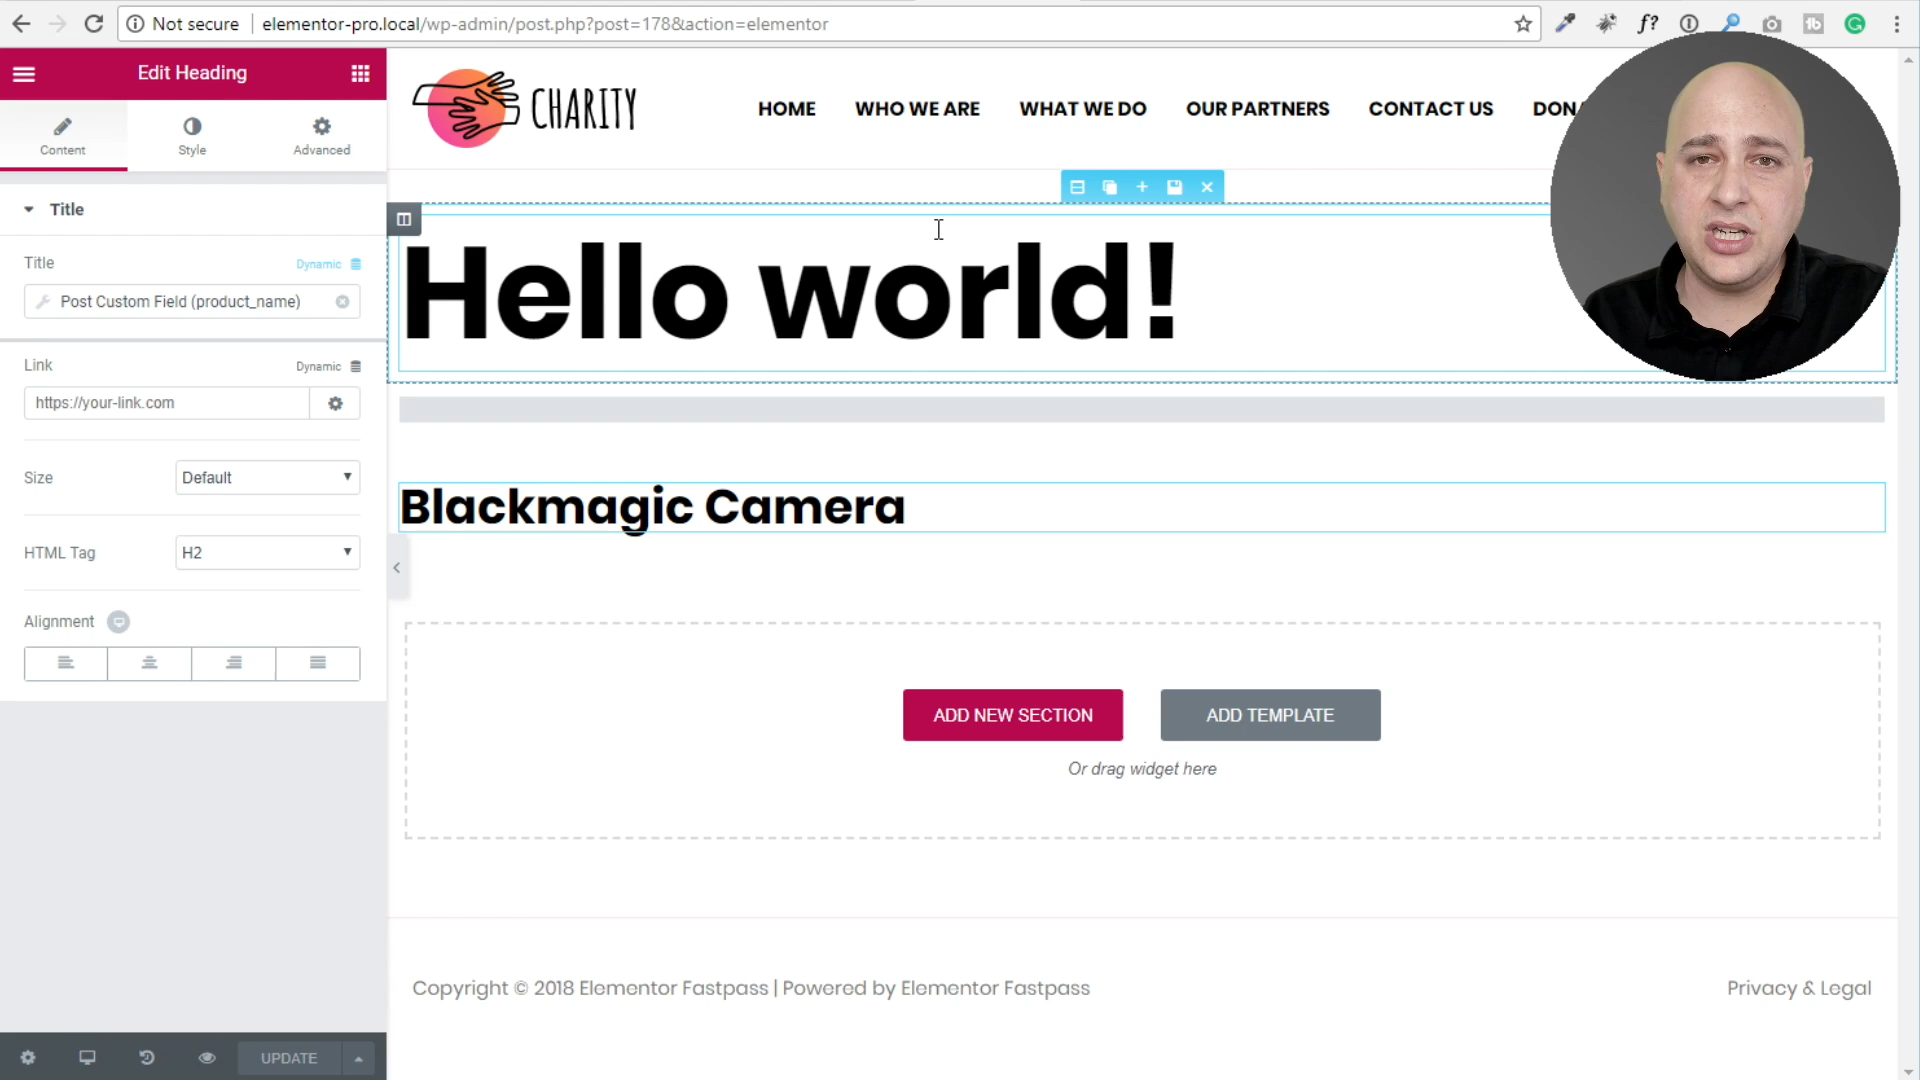 Not secure
elementor-pro.local/wp-admin/post.php?post=178&action=elementor
f?
Edit Heading
Content
Style
Advanced
Title
Title
Dynamic
Post Custom Field (product_name)
Link
Dynamic
https://your-link.com
Size
Default
HTML Tag
H2
Alignment
UPDATE
CHARITY
HOME
WHO WE ARE
WHAT WE DO
OUR PARTNERS
CONTACT US
Hello world!
Blackmagic Camera
ADD NEW SECTION
ADD TEMPLATE
Or drag widget here
Copyright © 2018 Elementor Fastpass | Powered by Elementor Fastpass
Privacy & Legal